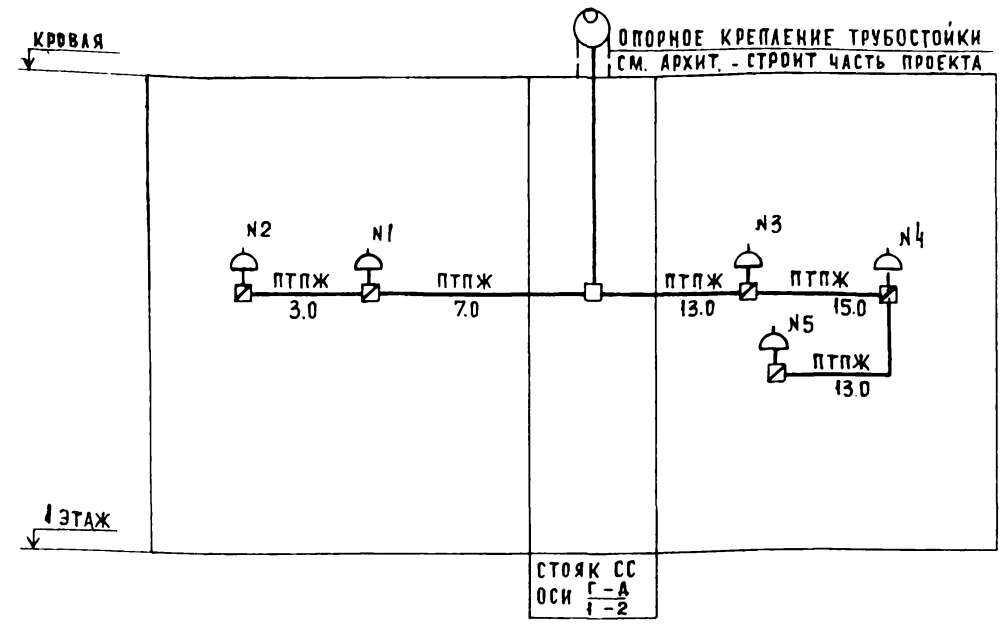 КРОВЛЯ
ОПОРНОЕ КРЕПЛЕНИЕ ТРУБОСТОЙКИ
СМ. АРХИТ. - СТРОИТ ЧАСТЬ ПРОЕКТА
N2
N1
N3
N4
ПТПЖ
3.0
ПТПЖ
7.0
ПТПЖ
13.0
ПТПЖ
15.0
N5
ПТПЖ
13.0
1 ЭТАЖ
СТОЯК СС
ОСИ Г-Д
1-2